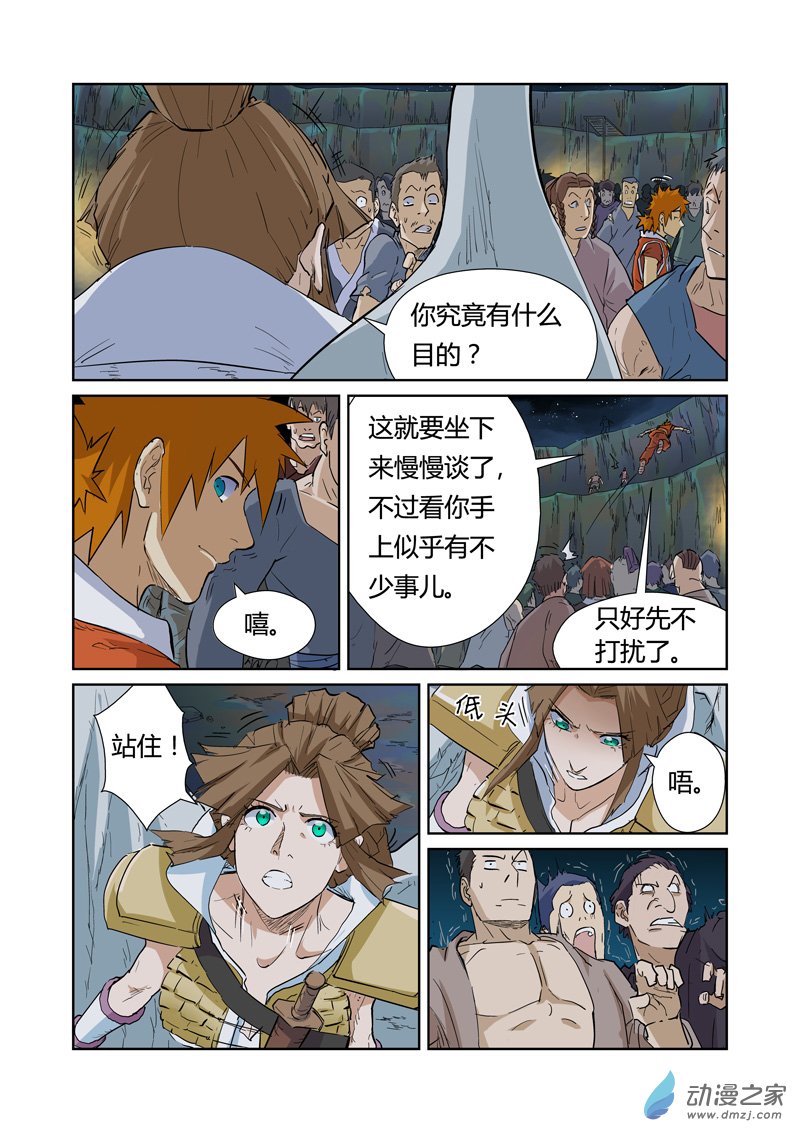 你究竟有什么
目的？
嘻。
这就要坐下
来慢慢谈了，
不过看你手
上似乎有不
少事儿。
只好先不
打扰了。
站住！
低头
唔。
动漫之家
www.dmzj.com